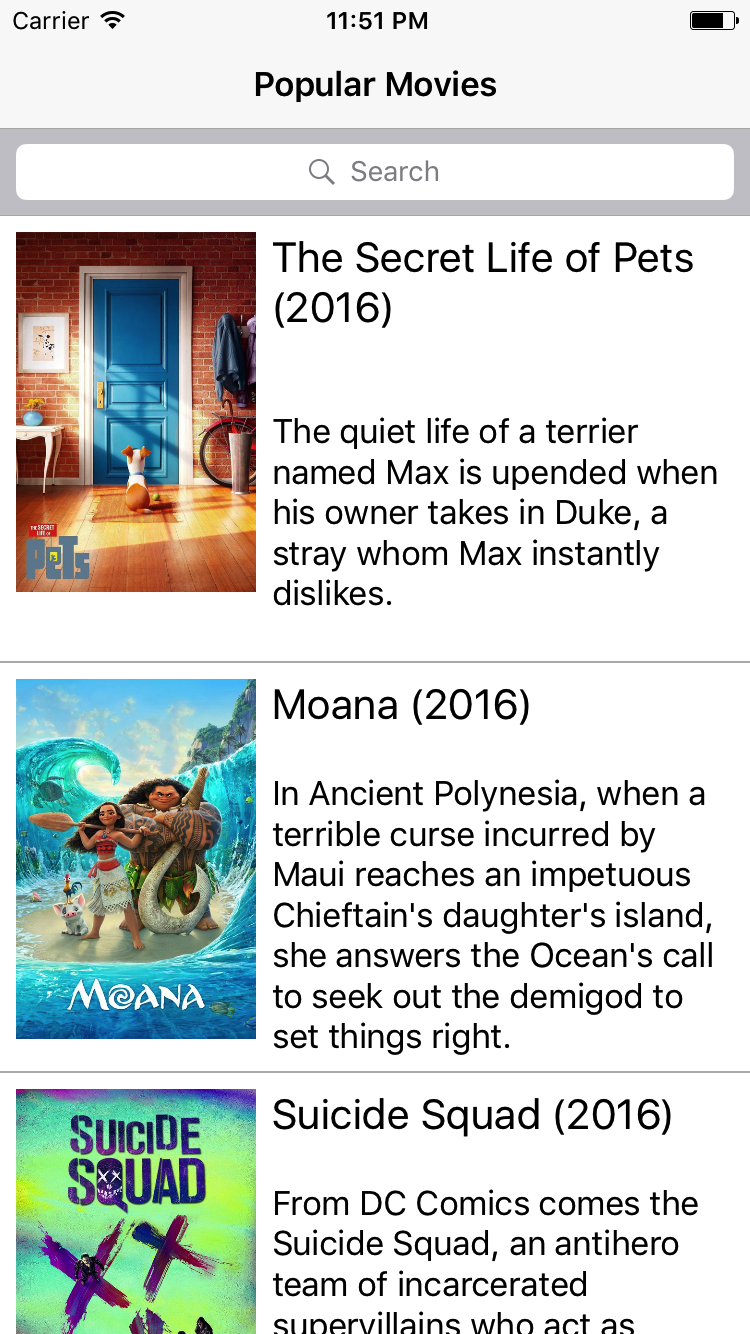 Carrier 11:51 PM
Popular Movies
Search
The Secret Life of Pets
(2016)
The quiet life of a terrier
named Max is upended when
his owner takes in Duke, a
stray whom Max instantly
dislikes.
THE SECRET
LIFE OF
PETS
Moana (2016)
In Ancient Polynesia, when a
terrible curse incurred by
Maui reaches an impetuous
Chieftain's daughter's island,
she answers the Ocean's call
to seek out the demigod to
set things right.
MOANA
Suicide Squad (2016)
SUICIDE
SQUAD
From DC Comics comes the
Suicide Squad, an antihero
team of incarcerated
supervillains who act as